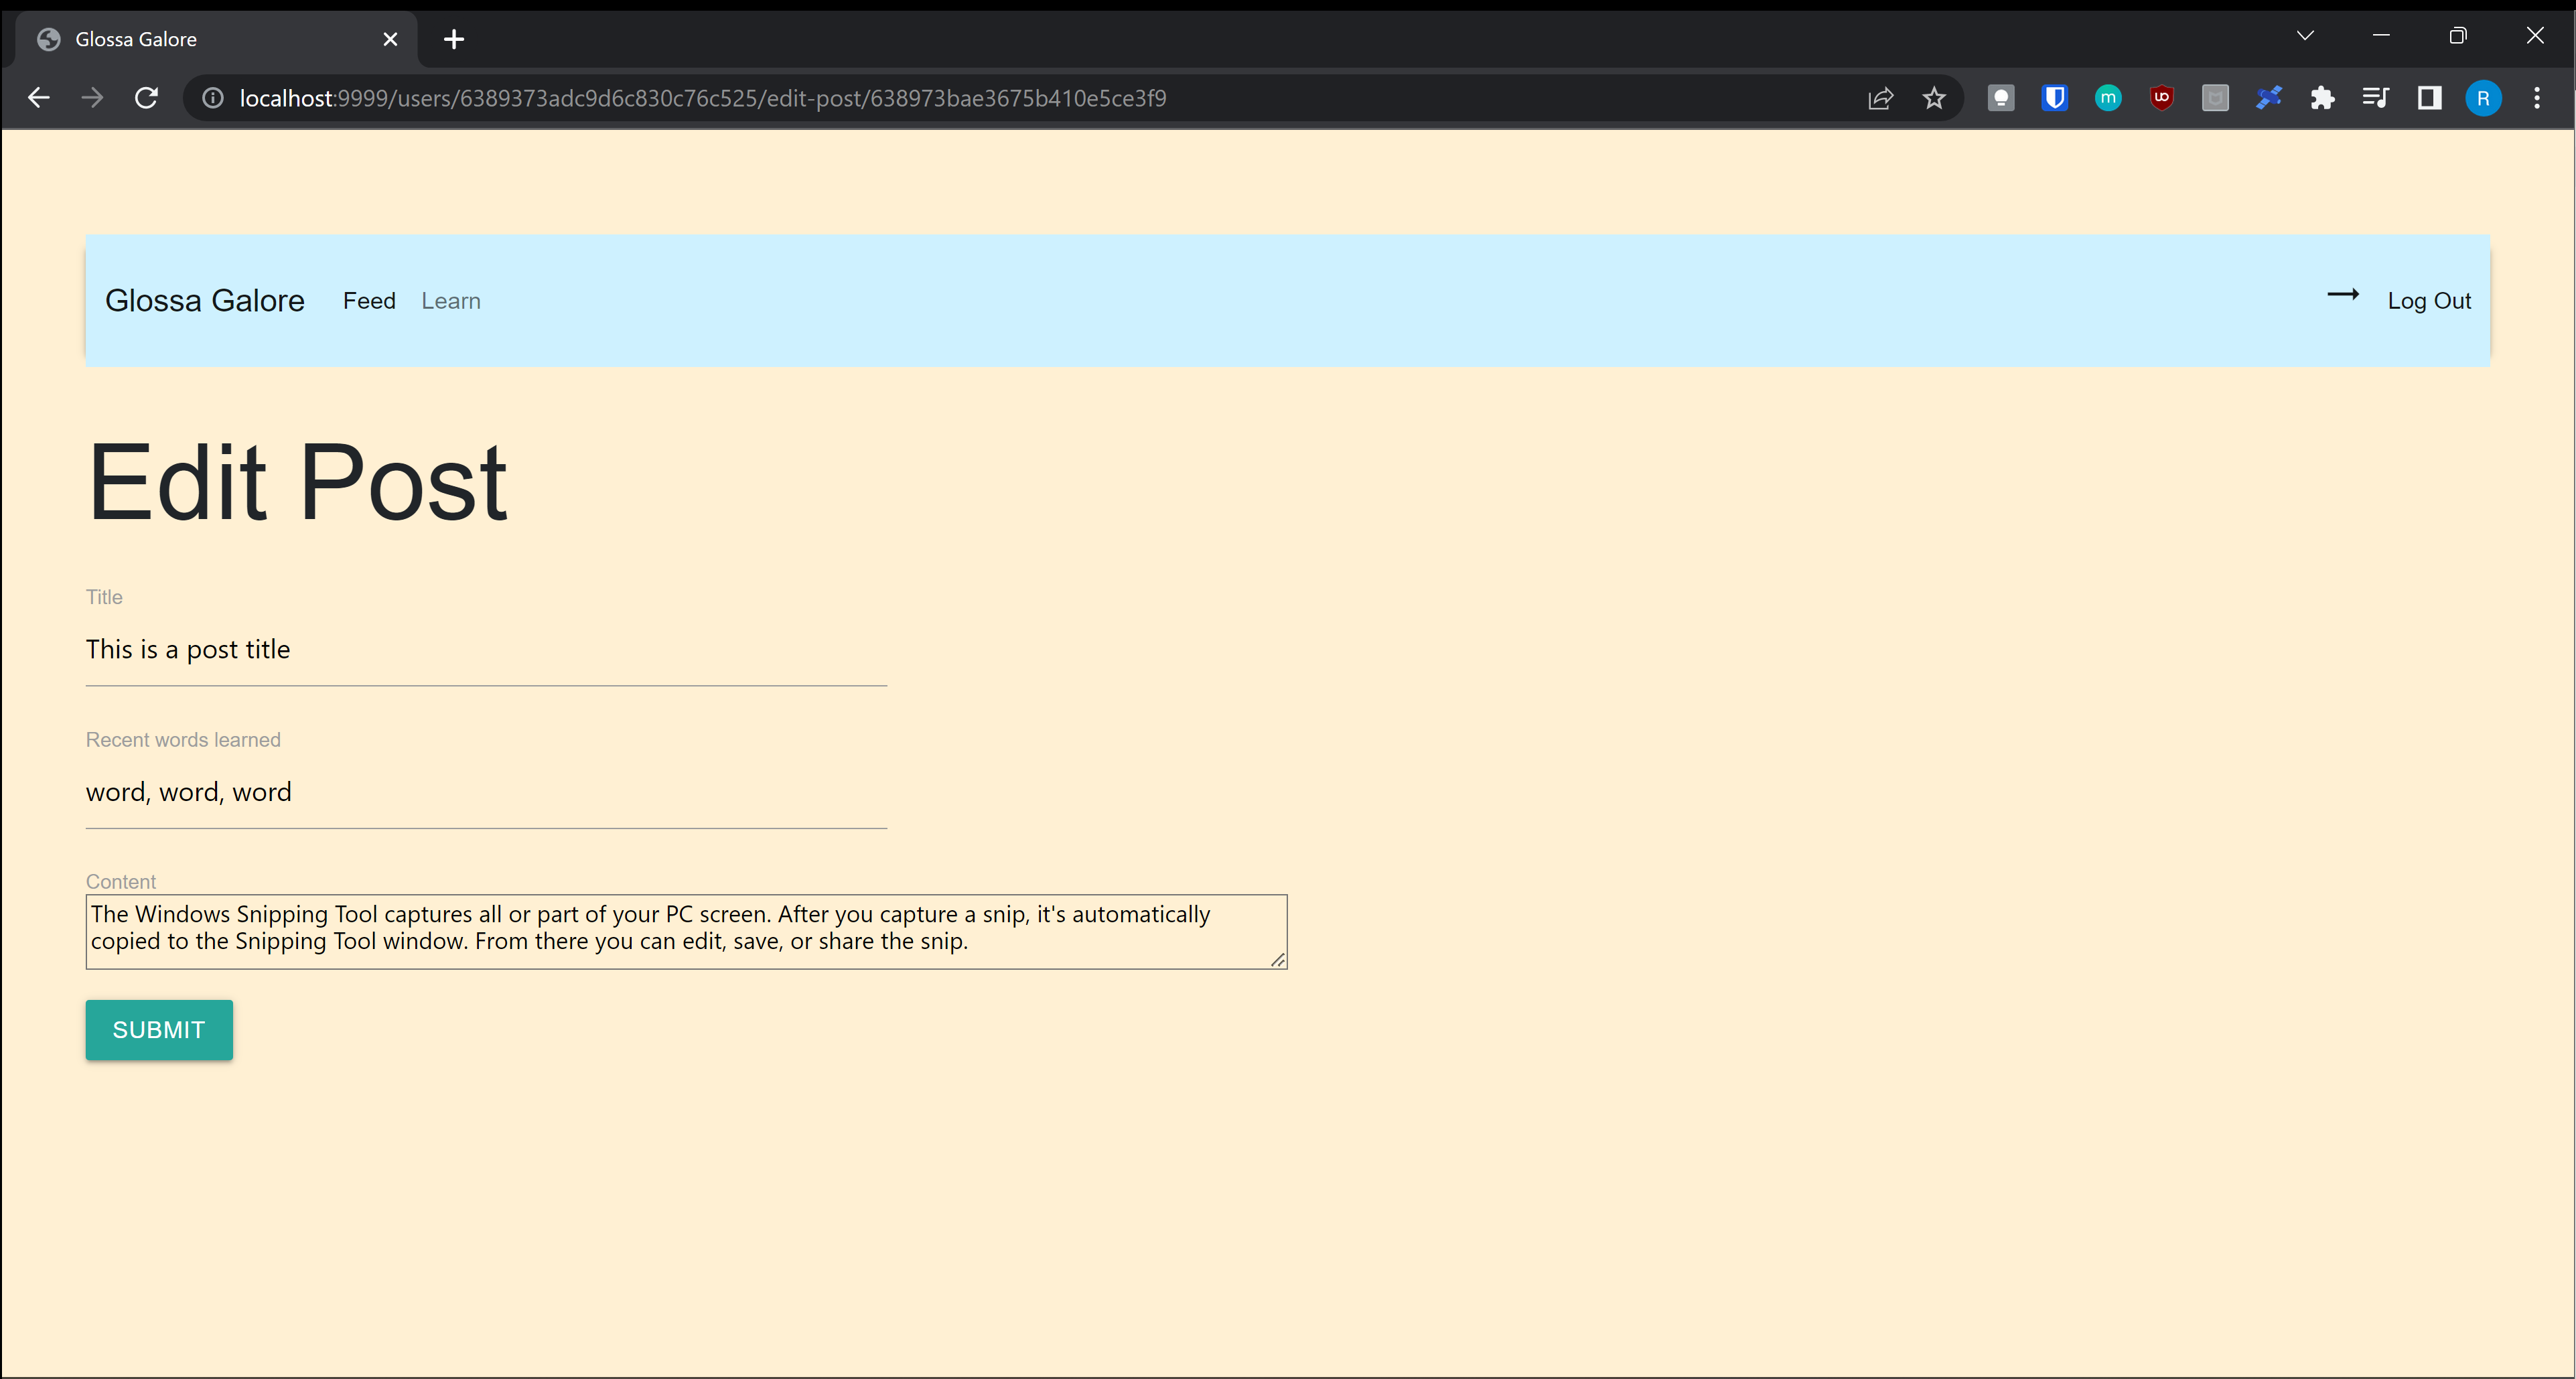 Glossa Galore
localhost:9999/users/6389373adc9d6c830c76c525/edit-post/638973bae3675b410e5ce3f9
m
R
Glossa Galore Feed Learn Log Out
Edit Post
Title
This is a post title
Recent words learned
word, word, word
Content
The Windows Snipping Tool captures all or part of your PC screen. After you capture a snip, it's automatically
copied to the Snipping Tool window. From there you can edit, save, or share the snip.
SUBMIT